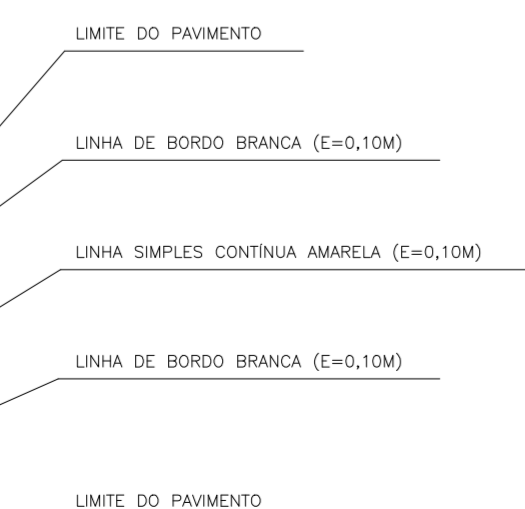 LIMITE DO PAVIMENTO
LINHA DE BORDO BRANCA (E=0,10M)
LINHA SIMPLES CONTÍNUA AMARELA (E=0,10M)
LINHA DE BORDO BRANCA (E=0,10M)
LIMITE DO PAVIMENTO